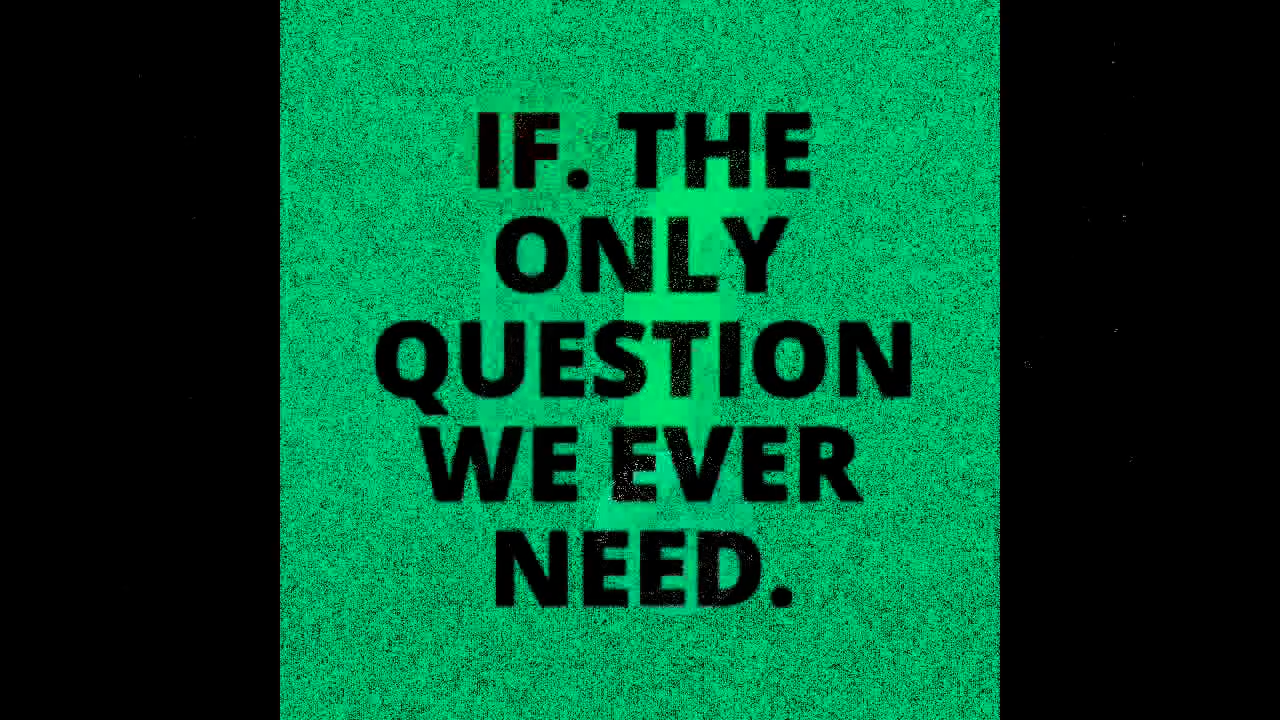 IF. THE
ONLY
QUESTION
WE EVER
NEED.